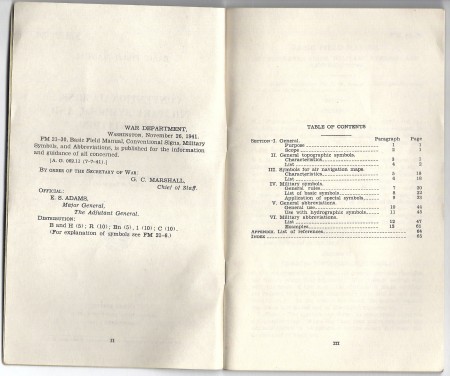 WAR DEPARTMENT,
WASHINGTON, November 26, 1941.
FM 21-30, Basic Field Manual, Conventional Signs, Military
Symbols, and Abbreviations, is published for the information
and guidance of all concerned.
[A. G. 062.11 (7-7-41).]
BY ORDER OF THE SECRETARY OF WAR:
G. C. MARSHALL,
Chief of Staff.
OFFICIAL:
E. S. ADAMS,
Major General,
The Adjutant General.
DISTRIBUTION:
B and H (5); R (10); Bn (5), I (10); C (10).
(For explanation of symbols see FM 21-6.)
II
TABLE OF CONTENTS
Paragraph Page
SECTION I. General.
Purpose 1 1
Scope 2 1
II. General topographic symbols.
Characteristics 3 2
List 4 3
III. Symbols for air navigation maps.
Characteristics 5 18
List 6 18
IV. Military symbols.
General rules 7 20
List of basic symbols 8 23
Application of special symbols 9 33
V. General abbreviations.
General use 10 44
Use with hydrographic symbols 11 45
VI. Military abbreviations.
List 12 47
Examples 13 61
APPENDIX. List of references 64
INDEX 65
III